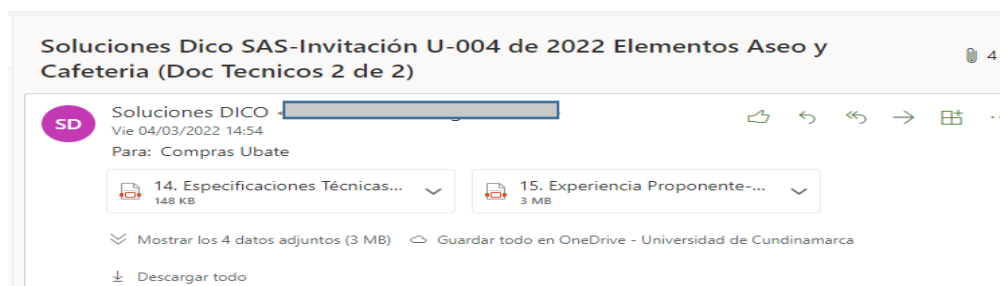 Soluciones Dico SAS-Invitación U-004 de 2022 Elementos Aseo y
Cafeteria (Doc Tecnicos 2 de 2)
4
SD
Soluciones DICO
Vie 04/03/2022 14:54
Para: Compras Ubate
14. Especificaciones Técnicas...
148 KB
15. Experiencia Proponente-...
3 MB
Mostrar los 4 datos adjuntos (3 MB)
Guardar todo en OneDrive - Universidad de Cundinamarca
Descargar todo